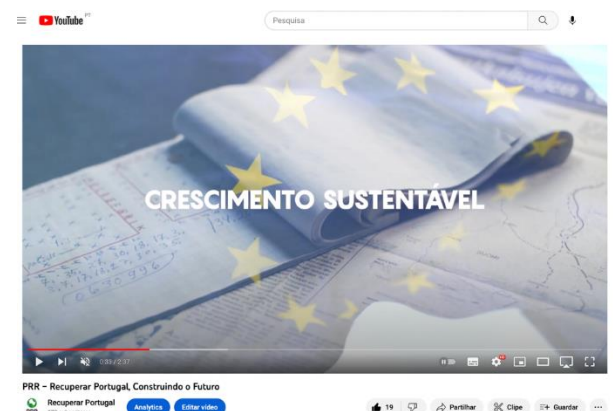 YouTube PT
Pesquisa
CRESCIMENTO SUSTENTÁVEL
PRR – Recuperar Portugal, Construindo o Futuro
Recuperar Portugal
Analytics
Editar vídeo
19
Partilhar
Clipe
Guardar